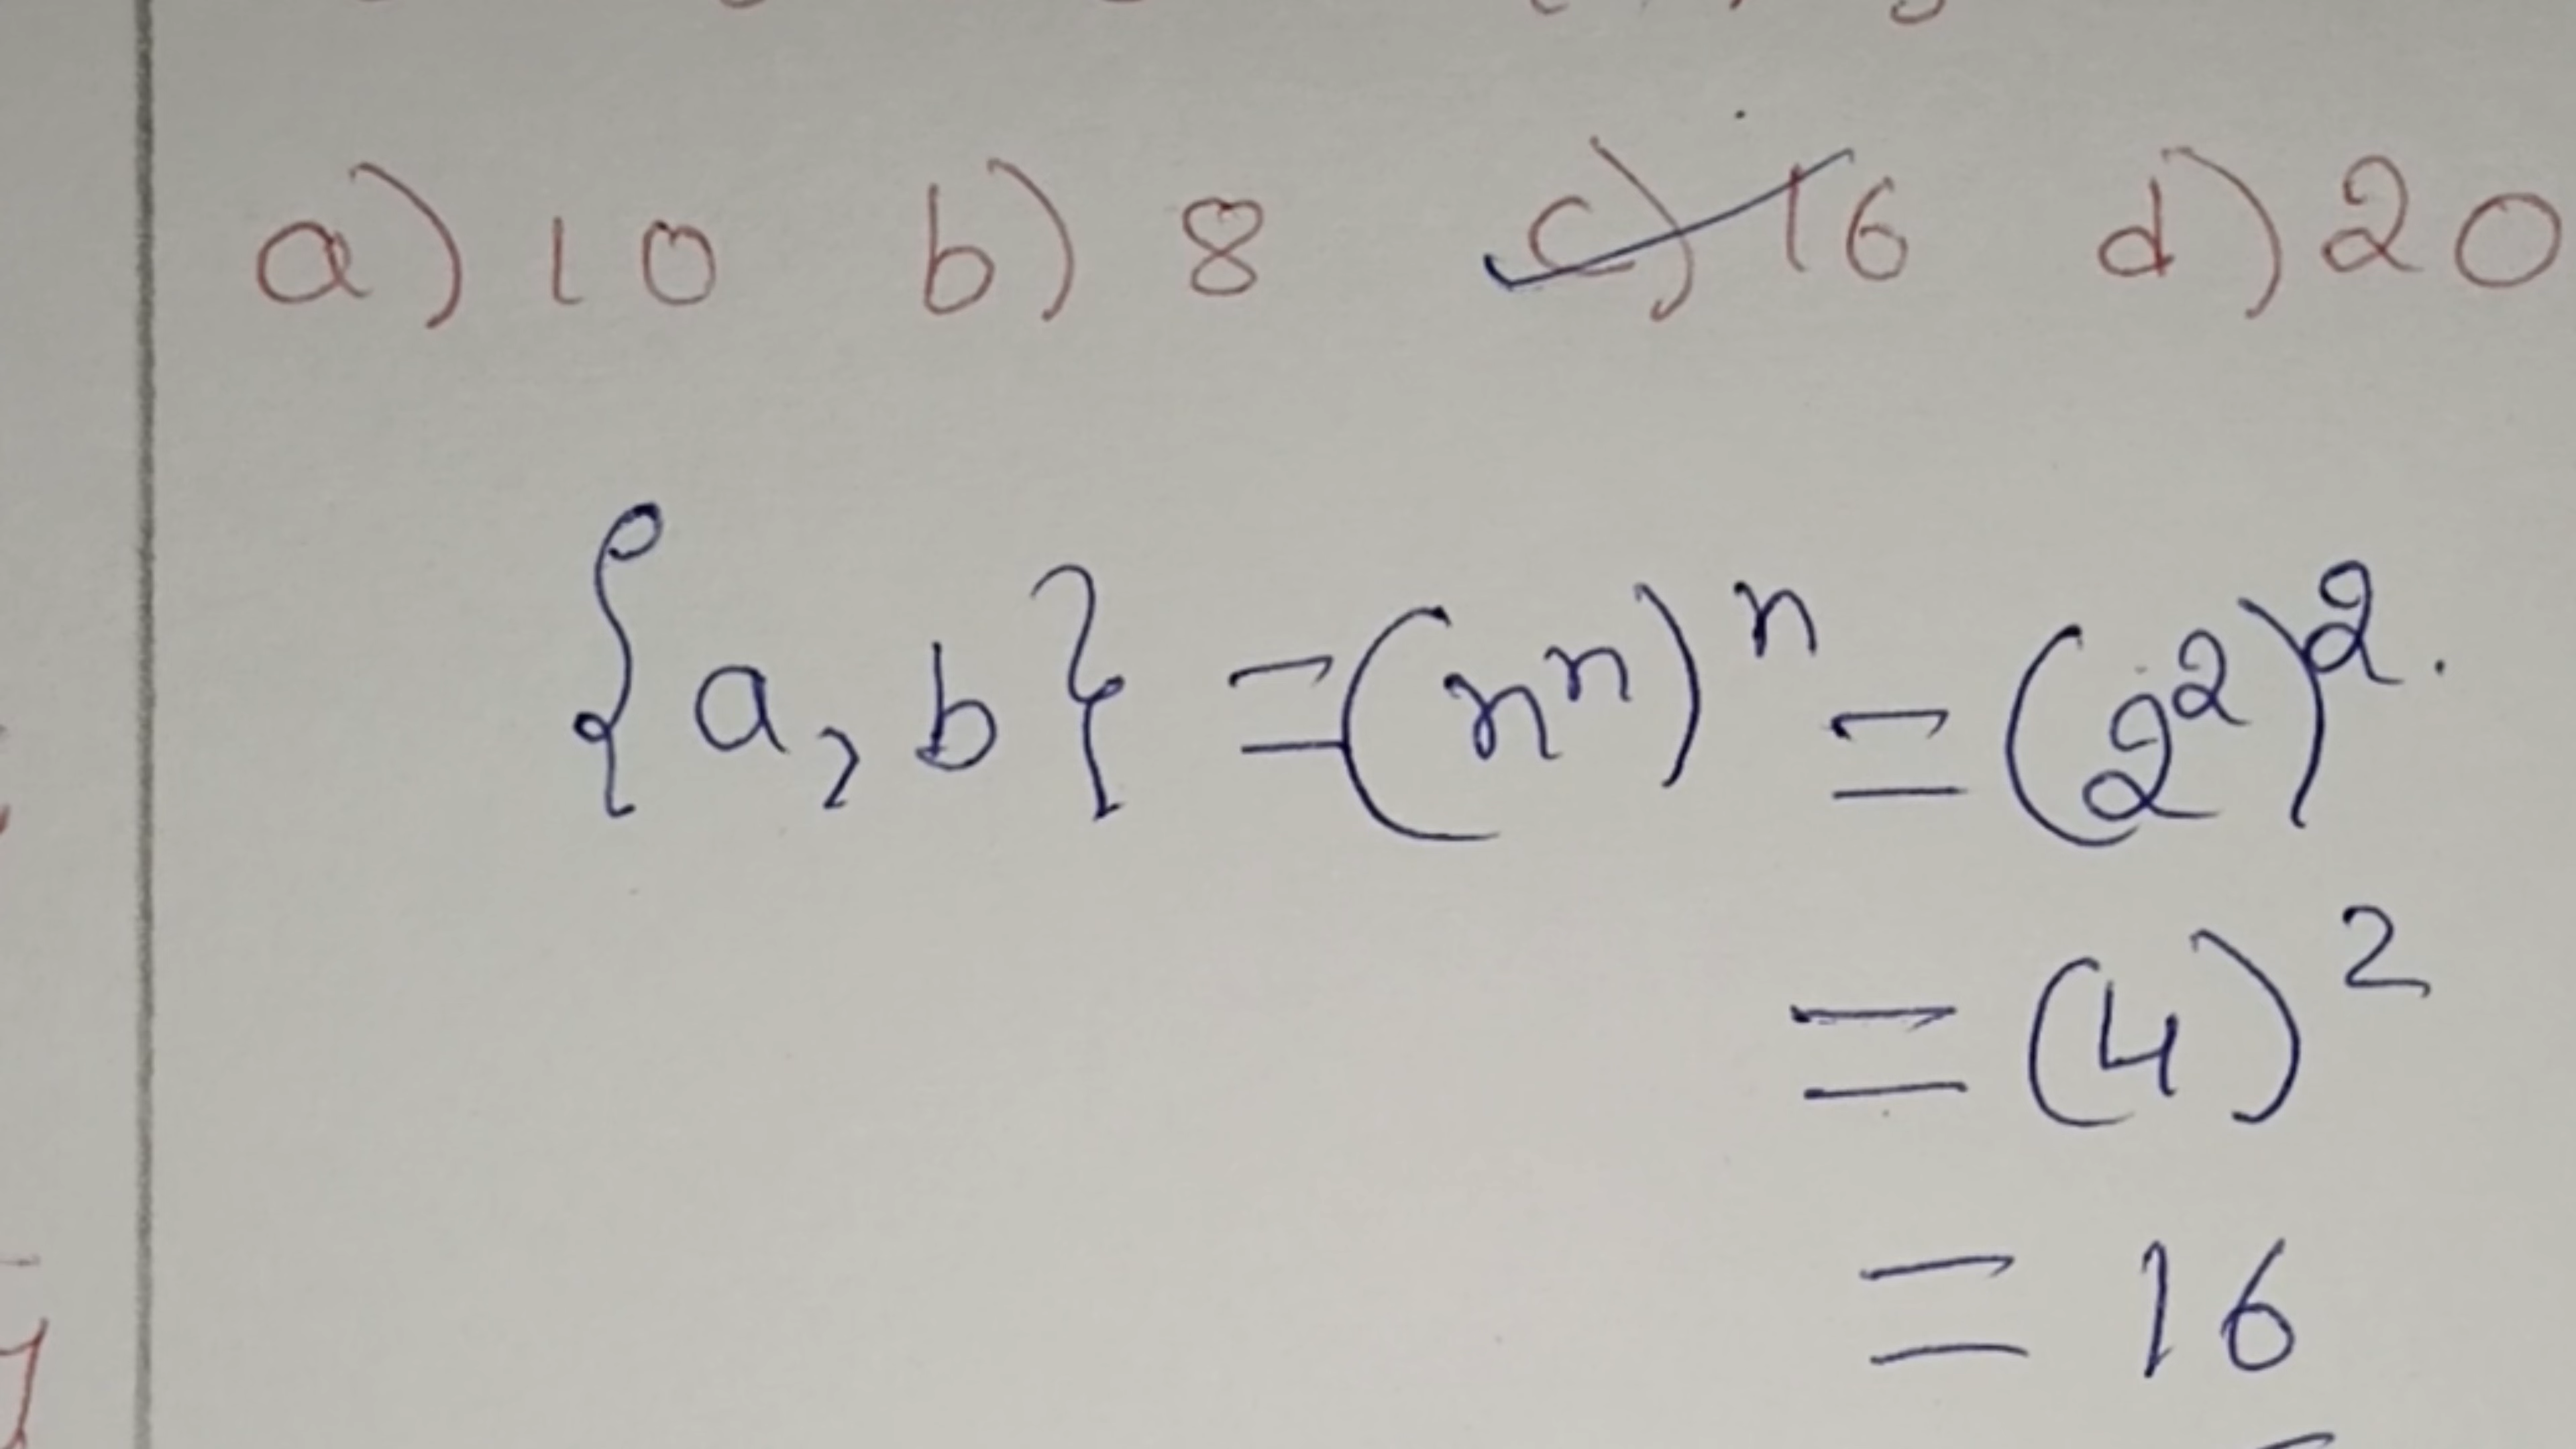 a) 10 b) 8 c) 16 d) 20
{a, b} = (n^n)^n = (2^2)^2.
= (4)^2
= 16